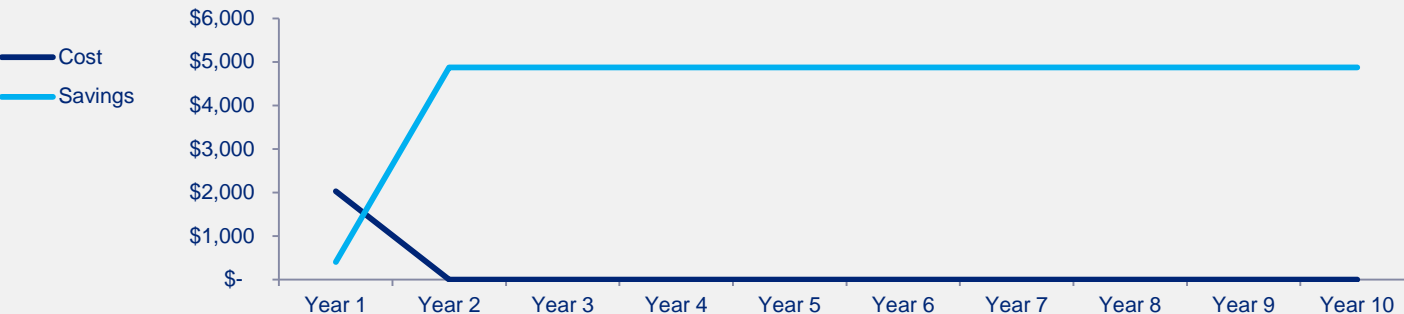 Cost
Savings
$6,000
$5,000
$4,000
$3,000
$2,000
$1,000
$-
Year 1 Year 2 Year 3 Year 4 Year 5 Year 6 Year 7 Year 8 Year 9 Year 10